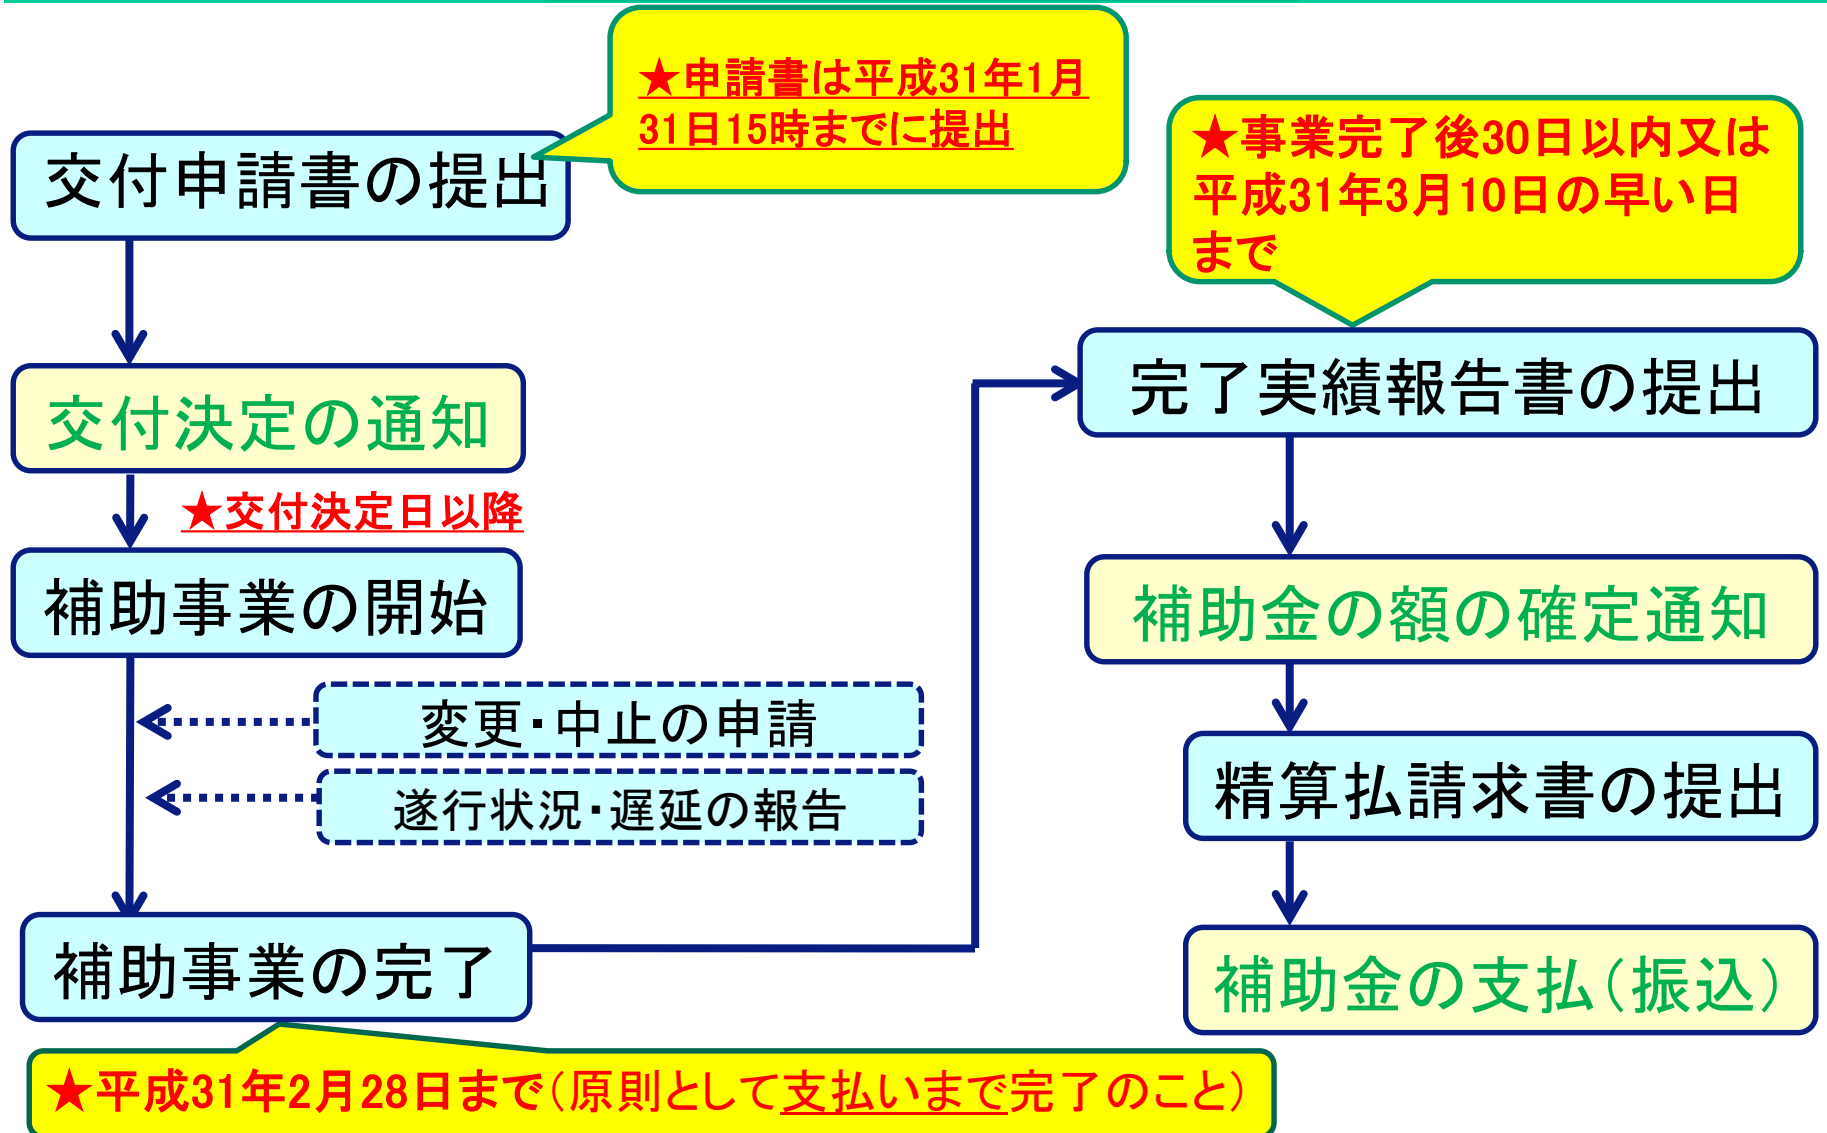 ★申請書は平成31年1月
31日15時までに提出
交付申請書の提出
★事業完了後30日以内又は
平成31年3月10日の早い日
まで
交付決定の通知
★交付決定日以降
補助事業の開始
変更・中止の申請
遂行状況・遅延の報告
補助事業の完了
★平成31年2月28日まで(原則として支払いまで完了のこと)
完了実績報告書の提出
補助金の額の確定通知
精算払請求書の提出
補助金の支払(振込)